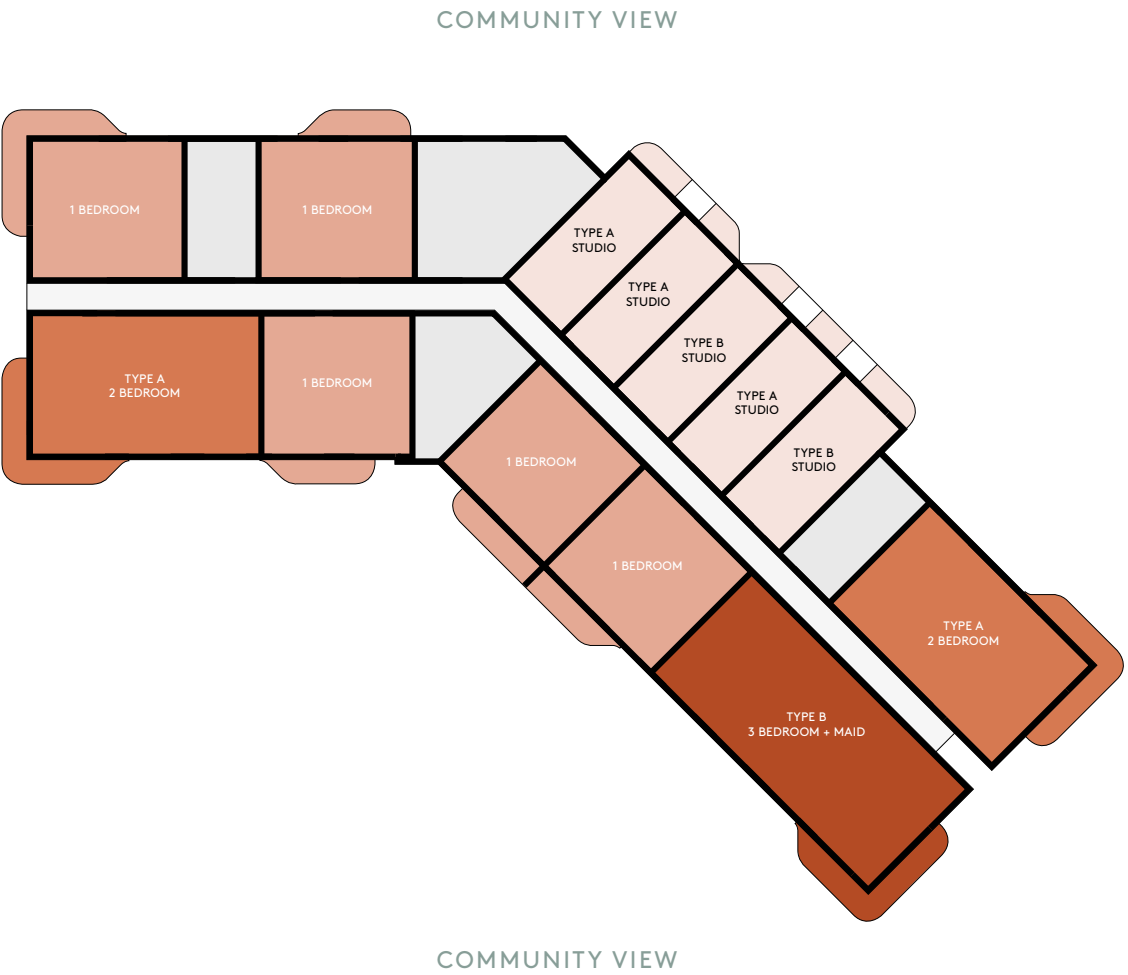 COMMUNITY VIEW
1 BEDROOM
1 BEDROOM
TYPE A
STUDIO
TYPE A
STUDIO
TYPE B
STUDIO
TYPE A
STUDIO
TYPE B
STUDIO
TYPE A
2 BEDROOM
1 BEDROOM
1 BEDROOM
1 BEDROOM
TYPE A
2 BEDROOM
TYPE B
3 BEDROOM + MAID
COMMUNITY VIEW